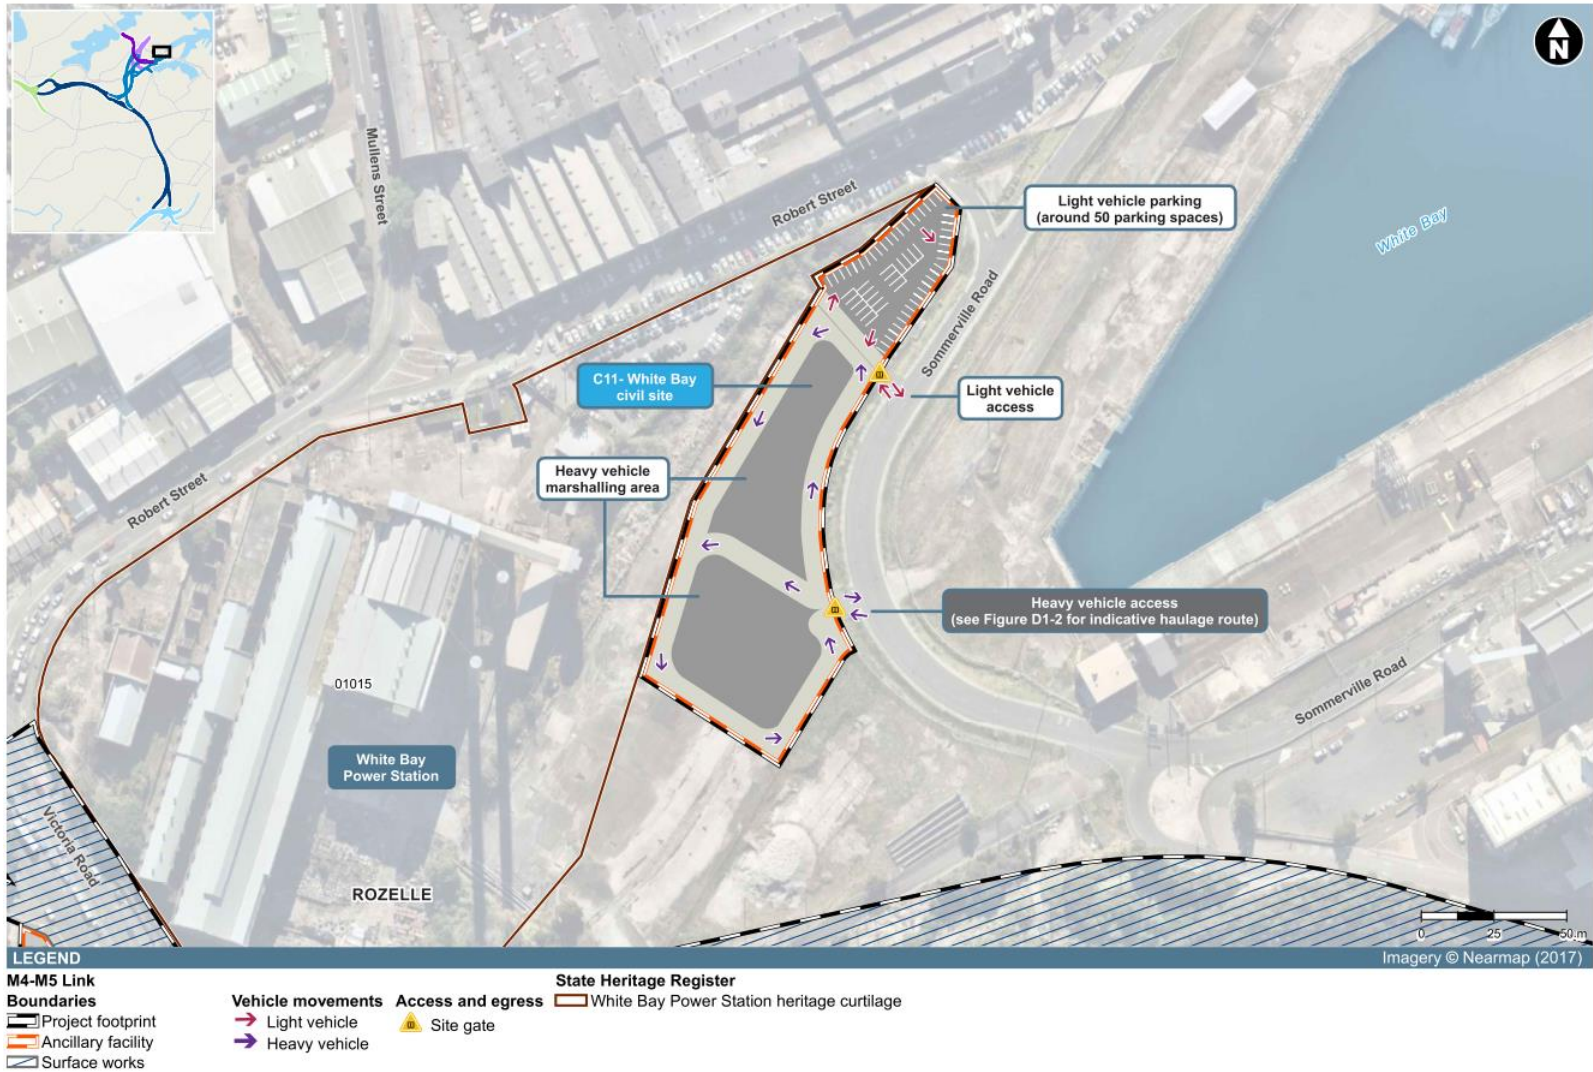 N
Mullens Street
Robert Street
Light vehicle parking
(around 50 parking spaces)
White Bay
Sommerville Road
C11- White Bay
civil site
Light vehicle
access
Heavy vehicle
marshalling area
Robert Street
Heavy vehicle access
(see Figure D1-2 for indicative haulage route)
01015
Sommerville Road
White Bay
Power Station
Victoria Road
ROZELLE
0 25 50 m
LEGEND
Imagery © Nearmap (2017)
M4-M5 Link
Boundaries
Project footprint
Ancillary facility
Surface works
Vehicle movements
Light vehicle
Heavy vehicle
Access and egress
Site gate
State Heritage Register
White Bay Power Station heritage curtilage